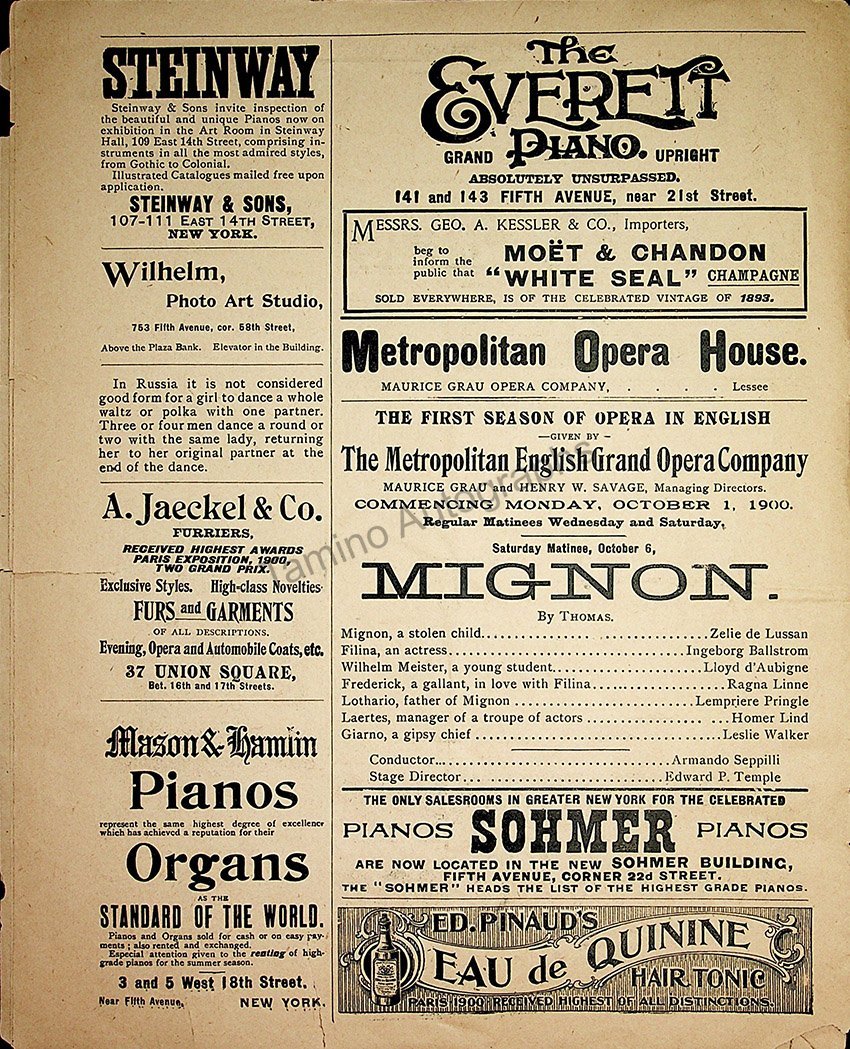 STEINWAY
Steinway & Sons invite inspection of
the beautiful and unique Pianos now on
exhibition in the Art Room in Steinway
Hall, 109 East 14th Street, comprising in-
struments in all the most admired styles,
from Gothic to Colonial.
Illustrated Catalogues mailed free upon
application.
STEINWAY & SONS,
107-111 EAST 14TH STREET,
NEW YORK.
Wilhelm,
Photo Art Studio,
753 Fifth Avenue, cor. 58th Street,
Above the Plaza Bank. Elevator in the Building.
In Russia it is not considered
good form for a girl to dance a whole
waltz or polka with one partner.
Three or four men dance a round or
two with the same lady, returning
her to her original partner at the
end of the dance.
A. Jaeckel & Co.
FURRIERS,
RECEIVED HIGHEST AWARDS
PARIS EXPOSITION, 1900,
TWO GRAND PRIX.
Exclusive Styles. High-class Novelties
FURS and GARMENTS
OF ALL DESCRIPTIONS.
Evening, Opera and Automobile Coats, etc.
37 UNION SQUARE,
Bet. 16th and 17th Streets.
Mason & Hamlin
Pianos
represent the same highest degree of excellence
which has achieved a reputation for their
Organs
AS THE
STANDARD OF THE WORLD.
Pianos and Organs sold for cash or on easy pay-
ments; also rented and exchanged.
Especial attention given to the renting of high-
grade pianos for the summer season.
3 and 5 West 18th Street.
Near Fifth Avenue, NEW YORK.
The
EVERETT
GRAND PIANO. UPRIGHT
ABSOLUTELY UNSURPASSED.
141 and 143 FIFTH AVENUE, near 21st Street.
MESSRS. GEO. A. KESSLER & CO., Importers,
beg to
inform the
public that
MOËT & CHANDON
"WHITE SEAL" CHAMPAGNE
SOLD EVERYWHERE, IS OF THE CELEBRATED VINTAGE OF 1893.
Metropolitan Opera House.
MAURICE GRAU OPERA COMPANY, . . . . Lessee
THE FIRST SEASON OF OPERA IN ENGLISH
—GIVEN BY—
The Metropolitan English Grand Opera Company
MAURICE GRAU and HENRY W. SAVAGE, Managing Directors.
COMMENCING MONDAY, OCTOBER 1, 1900.
Regular Matinees Wednesday and Saturday,
Saturday Matinee, October 6,
MIGNON.
By THOMAS.
Mignon, a stolen child.................Zelie de Lussan
Filina, an actress.................Ingeborg Ballstrom
Wilhelm Meister, a young student.................Lloyd d'Aubigne
Frederick, a gallant, in love with Filina.................Ragna Linne
Lothario, father of Mignon .................Lempriere Pringle
Laertes, manager of a troupe of actors .................Homer Lind
Giarno, a gipsy chief .................Leslie Walker
Conductor.................Armando Seppilli
Stage Director.................Edward P. Temple
THE ONLY SALESROOMS IN GREATER NEW YORK FOR THE CELEBRATED
PIANOS SOHMER PIANOS
ARE NOW LOCATED IN THE NEW SOHMER BUILDING,
FIFTH AVENUE, CORNER 22d STREET.
THE "SOHMER" HEADS THE LIST OF THE HIGHEST GRADE PIANOS.
ED. PINAUD'S
EAU de QUININE
HAIR TONIC
PARIS 1900 RECEIVED HIGHEST OF ALL DISTINCTIONS.
Tamino Autographs